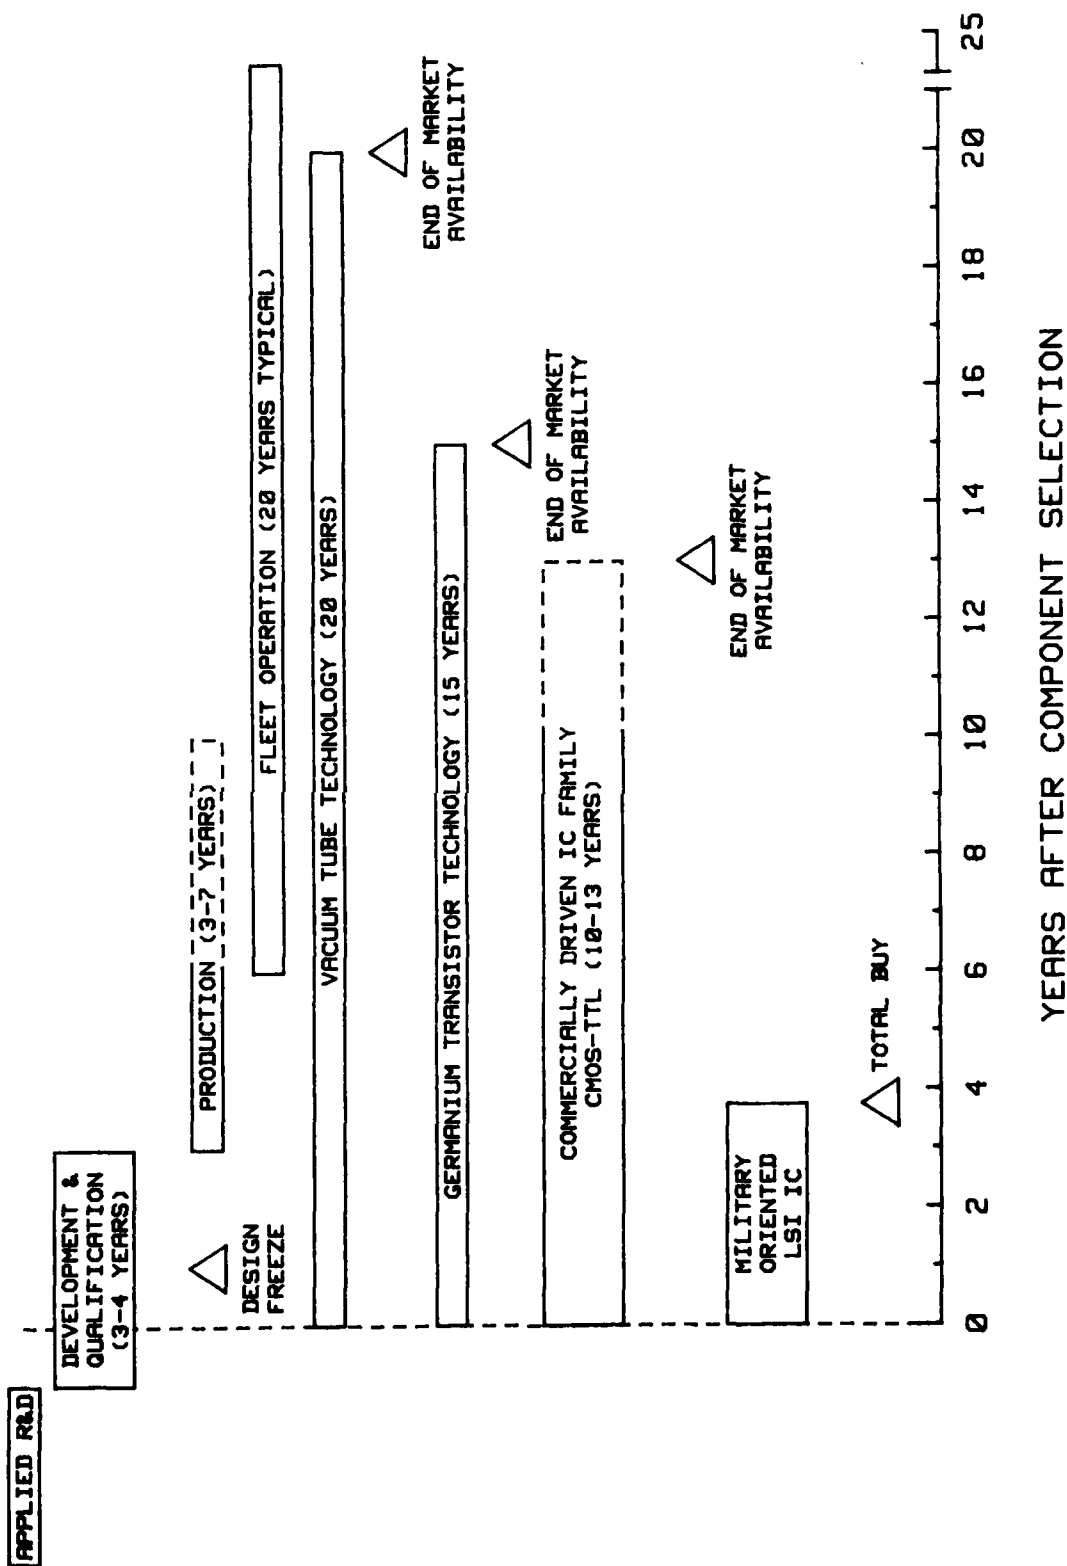 APPLIED R&D
DEVELOPMENT &
QUALIFICATION
(3-4 YEARS)
DESIGN
FREEZE
PRODUCTION (3-7 YEARS)
FLEET OPERATION (20 YEARS TYPICAL)
VACUUM TUBE TECHNOLOGY (20 YEARS)
END OF MARKET
AVAILABILITY
GERMANIUM TRANSISTOR TECHNOLOGY (15 YEARS)
END OF MARKET
AVAILABILITY
COMMERCIALLY DRIVEN IC FAMILY
CMOS-TTL (10-13 YEARS)
END OF MARKET
AVAILABILITY
MILITARY
ORIENTED
LSI IC
TOTAL BUY
0 2 4 6 8 10 12 14 16 18 20 25
YEARS AFTER COMPONENT SELECTION